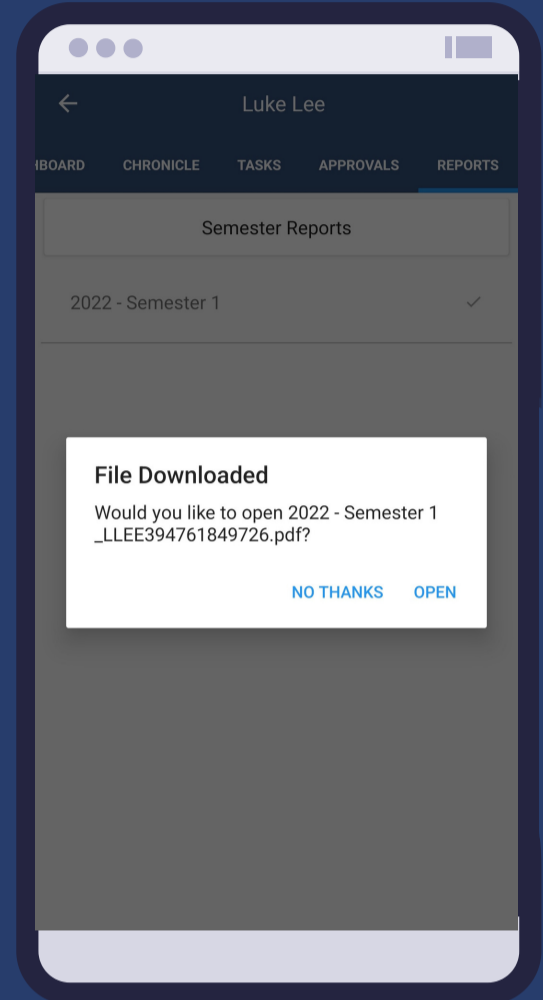 Luke Lee
HBOARD CHRONICLE TASKS APPROVALS REPORTS
Semester Reports
2022 - Semester 1
File Downloaded
Would you like to open 2022 - Semester 1
_LLEE394761849726.pdf?
NO THANKS OPEN